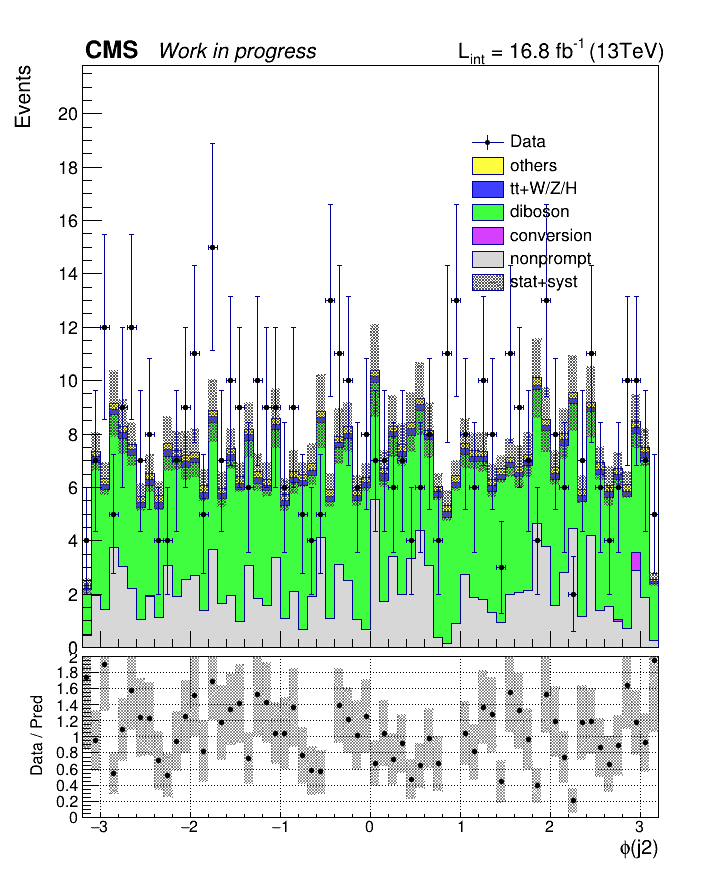 CMS Work in progress L_int = 16.8 fb^-1 (13TeV)
Events
20
18
16
14
12
10
8
6
4
2
0
Data
others
tt+W/Z/H
diboson
conversion
nonprompt
stat+syst
Data / Pred
2
1.8
1.6
1.4
1.2
1
0.8
0.6
0.4
0.2
0
−3 −2 −1 0 1 2 3
ϕ(j2)